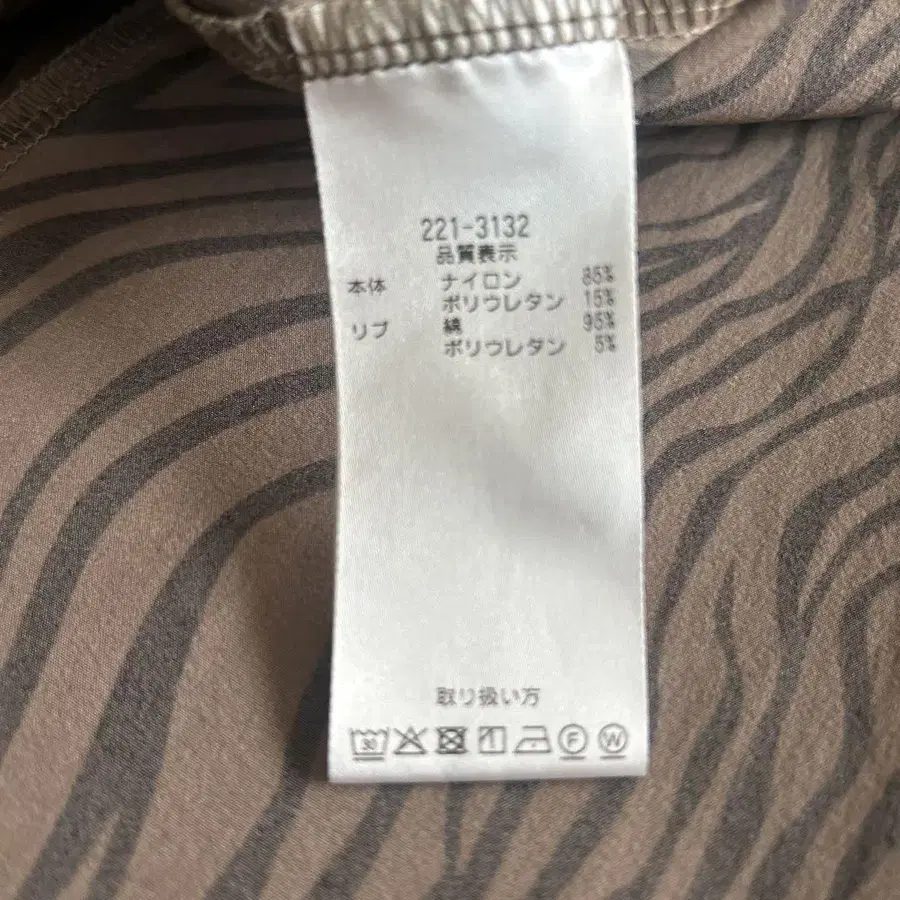 221-3132
品質表示
本体 ナイロン 85%
ポリウレタン 15%
リブ 綿 95%
ポリウレタン 5%
取り扱い方
30 F W